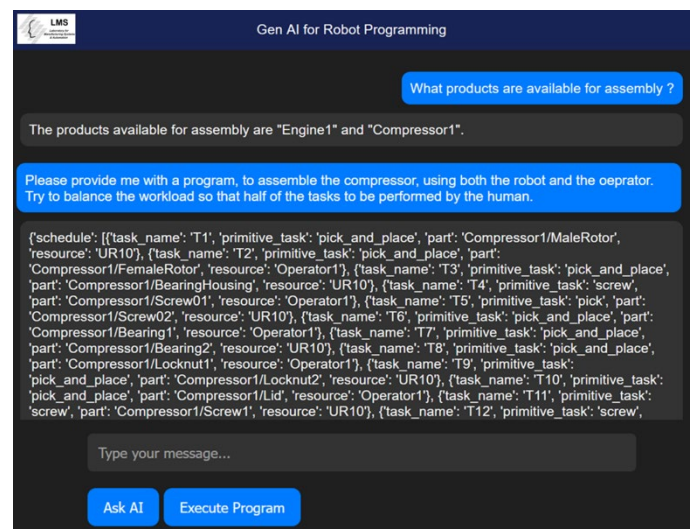 LMS
Gen AI for Robot Programming
What products are available for assembly ?
The products available for assembly are "Engine1" and "Compressor1".
Please provide me with a program, to assemble the compressor, using both the robot and the oeprator.
Try to balance the workload so that half of the tasks to be performed by the human.
{'schedule': [{'task_name': 'T1', 'primitive_task': 'pick_and_place', 'part': 'Compressor1/MaleRotor',
'resource': 'UR10'}, {'task_name': 'T2', 'primitive_task': 'pick_and_place', 'part':
'Compressor1/FemaleRotor', 'resource': 'Operator1'}, {'task_name': 'T3', 'primitive_task': 'pick_and_place',
'part': 'Compressor1/BearingHousing', 'resource': 'UR10'}, {'task_name': 'T4', 'primitive_task': 'screw',
'part': 'Compressor1/Screw01', 'resource': 'Operator1'}, {'task_name': 'T5', 'primitive_task': 'pick', 'part':
'Compressor1/Screw02', 'resource': 'UR10'}, {'task_name': 'T6', 'primitive_task': 'pick_and_place', 'part':
'Compressor1/Bearing1', 'resource': 'Operator1'}, {'task_name': 'T7', 'primitive_task': 'pick_and_place',
'part': 'Compressor1/Bearing2', 'resource': 'UR10'}, {'task_name': 'T8', 'primitive_task': 'pick_and_place',
'part': 'Compressor1/Locknut1', 'resource': 'Operator1'}, {'task_name': 'T9', 'primitive_task':
'pick_and_place', 'part': 'Compressor1/Locknut2', 'resource': 'UR10'}, {'task_name': 'T10', 'primitive_task':
'pick_and_place', 'part': 'Compressor1/Lid', 'resource': 'Operator1'}, {'task_name': 'T11', 'primitive_task':
'screw', 'part': 'Compressor1/Screw1', 'resource': 'UR10'}, {'task_name': 'T12', 'primitive_task': 'screw',
Type your message...
Ask AI
Execute Program